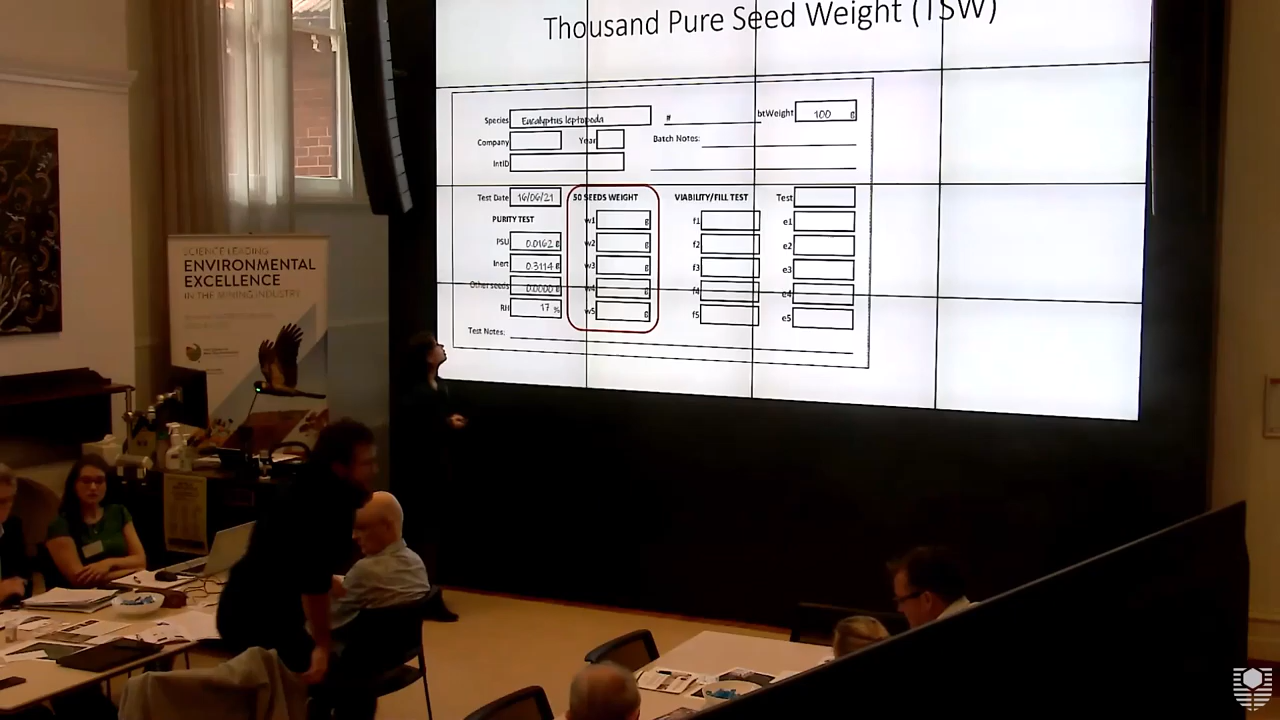 Thousand Pure Seed Weight (TSW)
Species Eucalyptus leptopoda # btWeight 100 g
Company Year Batch Notes:
IntID
Test Date 16/06/21 50 SEEDS WEIGHT VIABILITY/FILL TEST Test
PURITY TEST w1 g f1 e1
PSU 0.0162 g w2 g f2 e2
Inert 0.3114 g w3 g f3 e3
Other seeds 0.0000 g w4 g f4 e4
RH 17 % w5 g f5 e5
Test Notes:
SCIENCE LEADING
ENVIRONMENTAL
EXCELLENCE
IN THE MINING INDUSTRY